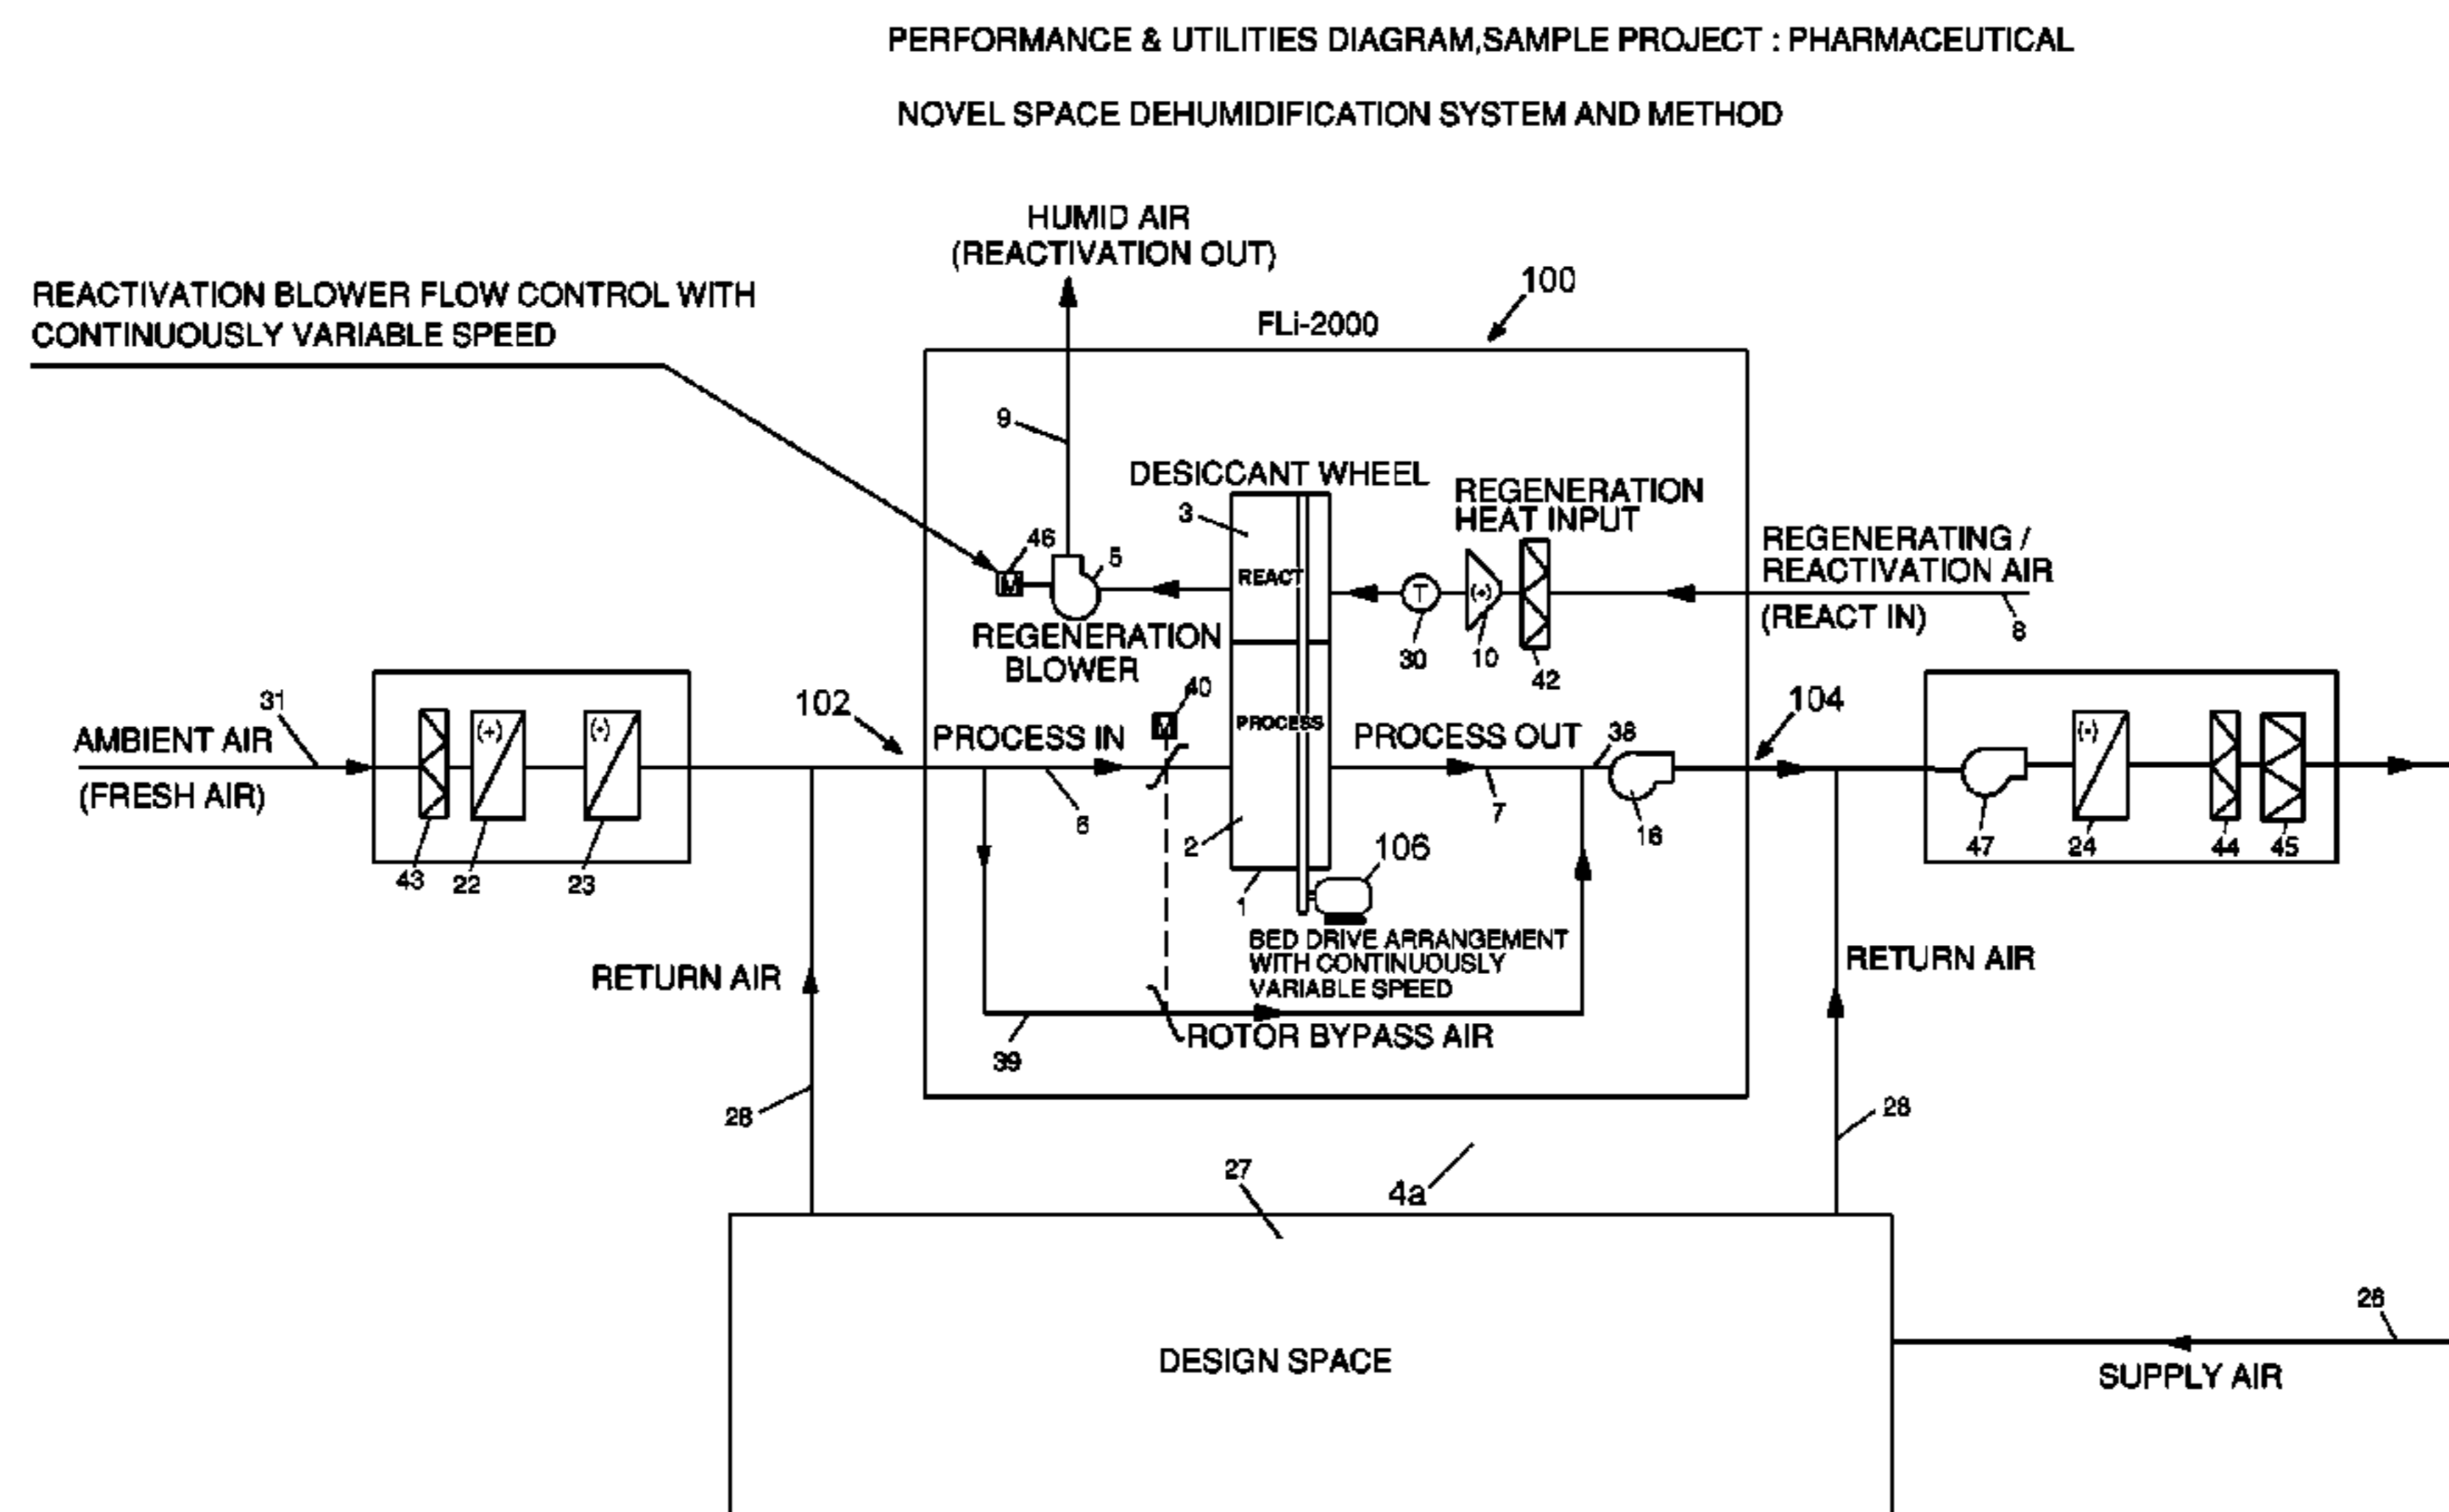 PERFORMANCE & UTILITIES DIAGRAM,SAMPLE PROJECT : PHARMACEUTICAL
NOVEL SPACE DEHUMIDIFICATION SYSTEM AND METHOD
HUMID AIR
(REACTIVATION OUT)
REACTIVATION BLOWER FLOW CONTROL WITH
CONTINUOUSLY VARIABLE SPEED
100
FLi-2000
9
DESICCANT WHEEL
3
REGENERATION
HEAT INPUT
46
M
5
REACT
T
(+)
REGENERATING /
REACTIVATION AIR
(REACT IN)
8
REGENERATION
BLOWER
30
10
42
40
M
31
AMBIENT AIR
(FRESH AIR)
(+)
(-)
43
22
23
102
PROCESS IN
6
PROCESS
2
1
PROCESS OUT
38
7
16
104
(-)
47
24
44
45
106
BED DRIVE ARRANGEMENT
WITH CONTINUOUSLY
VARIABLE SPEED
RETURN AIR
RETURN AIR
39
ROTOR BYPASS AIR
28
28
27
4a
DESIGN SPACE
26
SUPPLY AIR